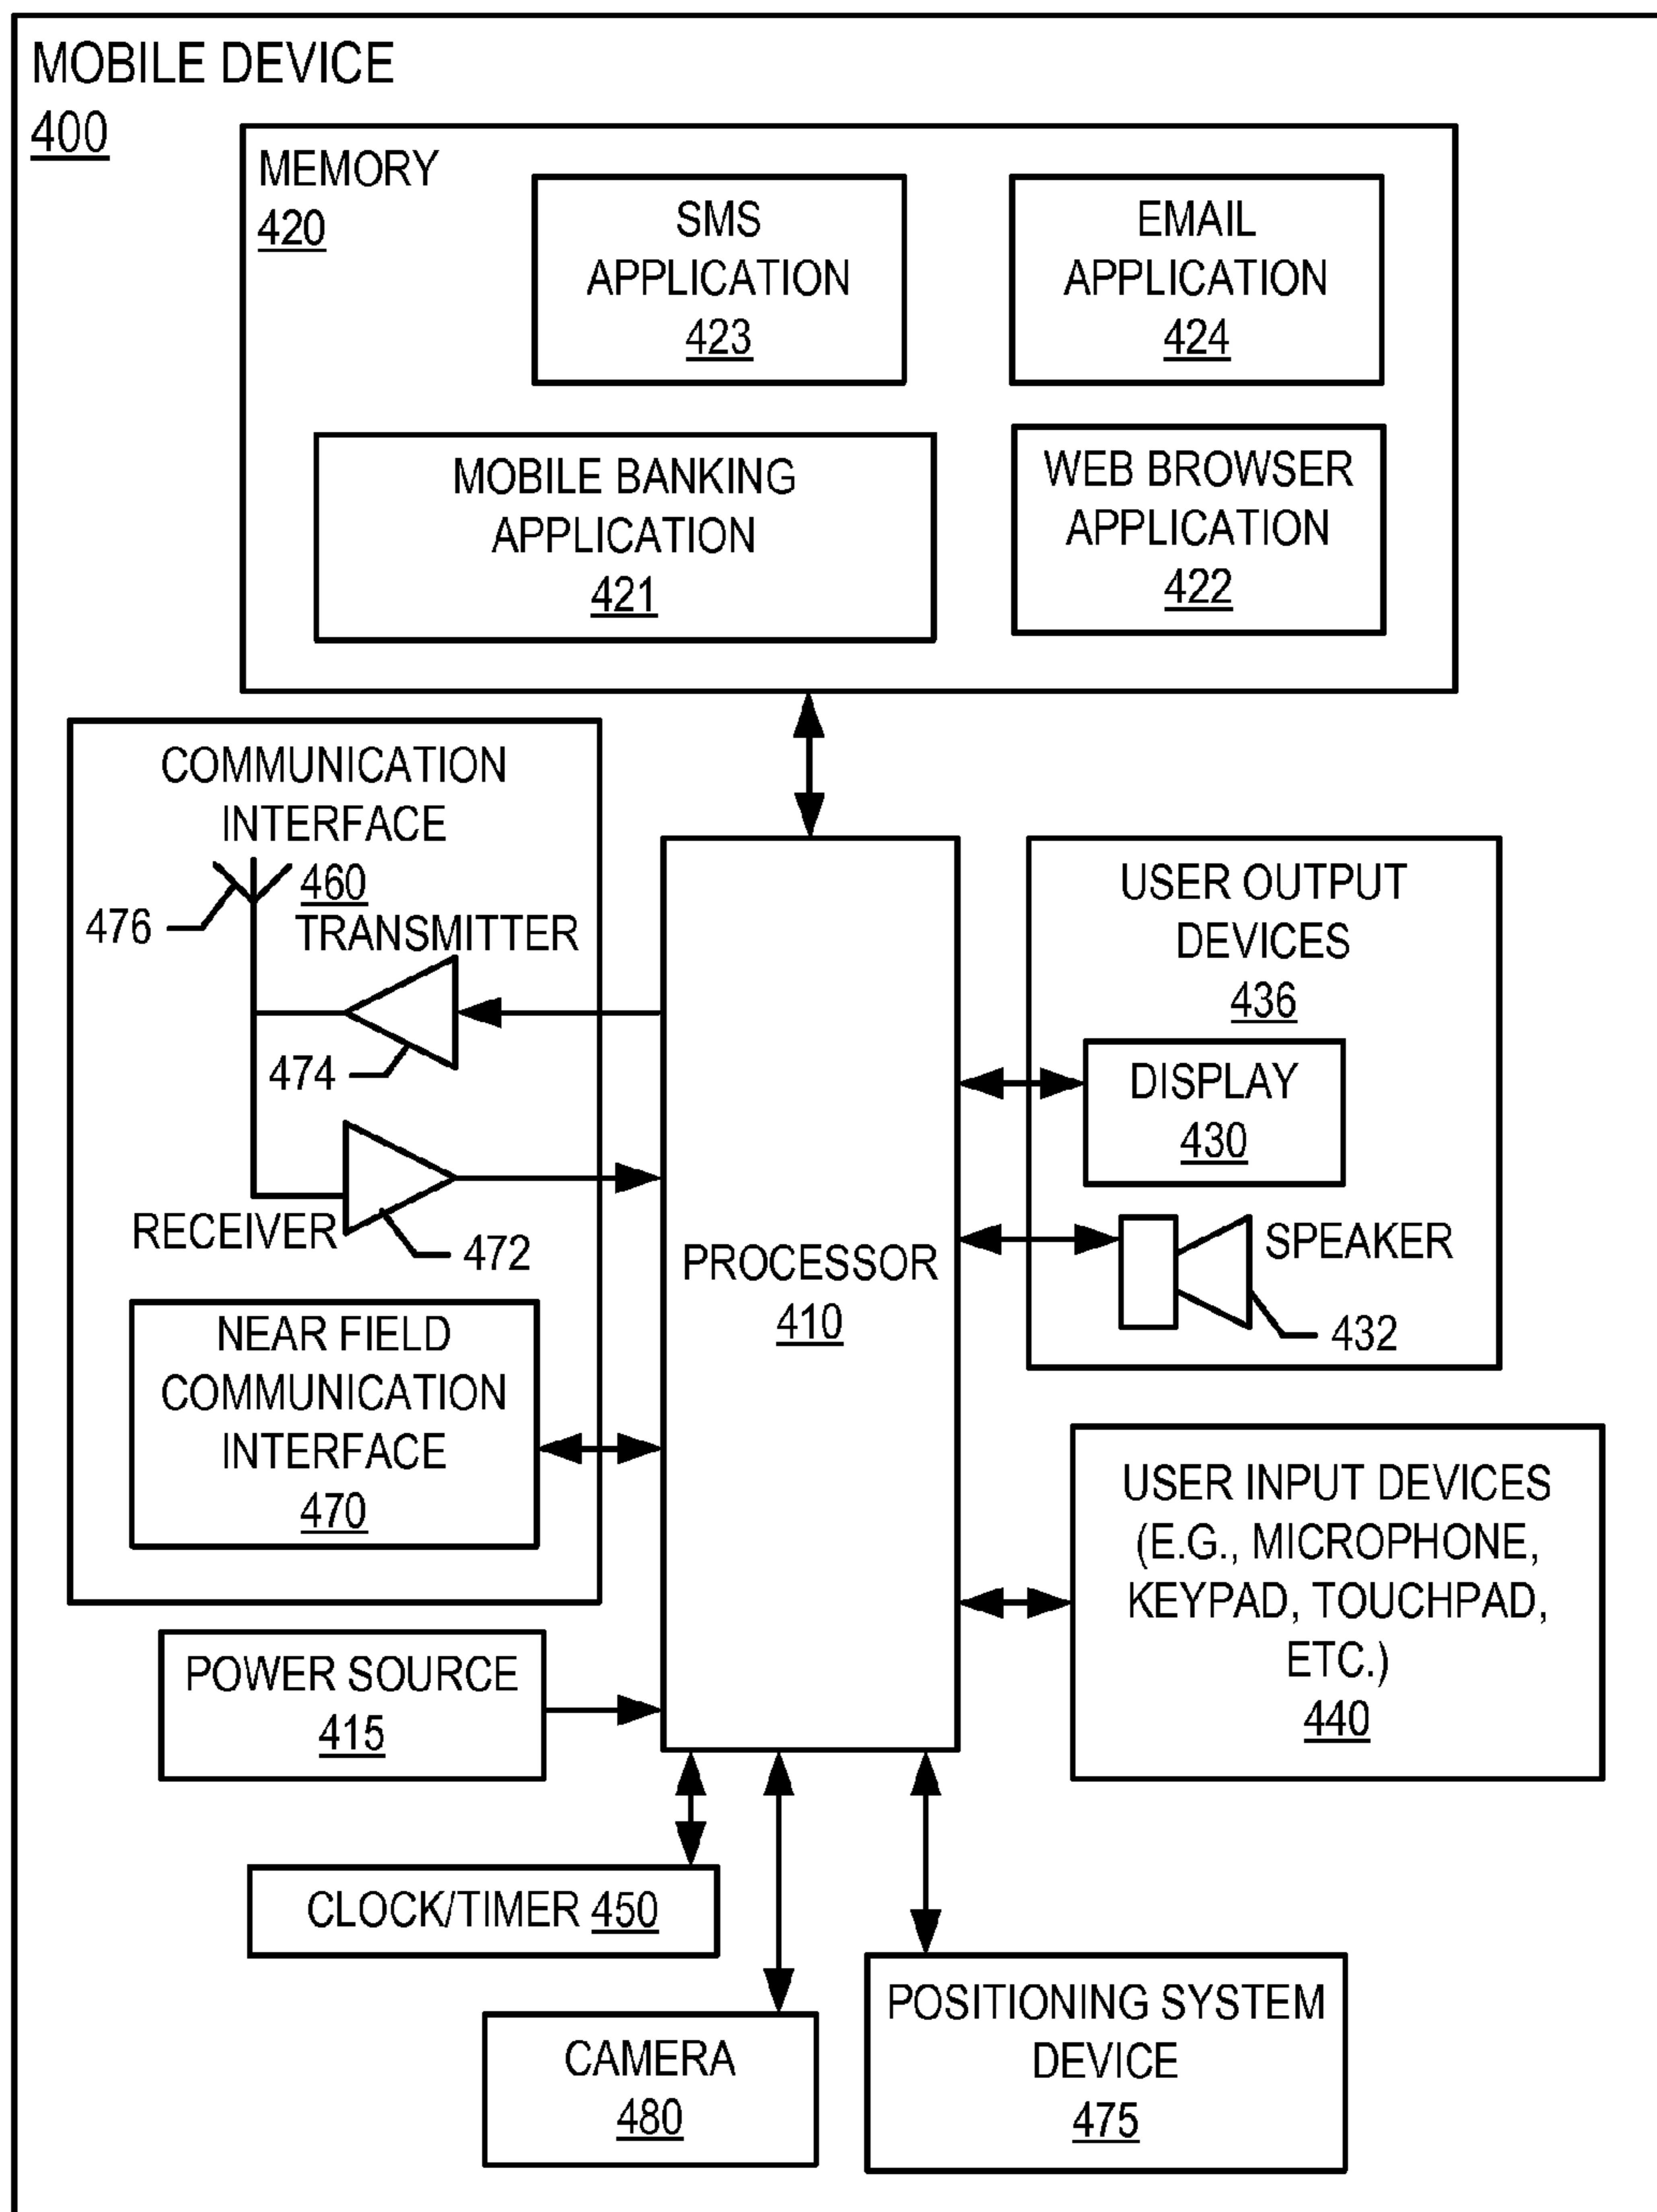 MOBILE DEVICE
400
MEMORY
420
SMS
APPLICATION
423
EMAIL
APPLICATION
424
MOBILE BANKING
APPLICATION
421
WEB BROWSER
APPLICATION
422
COMMUNICATION
INTERFACE
460
476
TRANSMITTER
474
RECEIVER
472
NEAR FIELD
COMMUNICATION
INTERFACE
470
PROCESSOR
410
USER OUTPUT
DEVICES
436
DISPLAY
430
SPEAKER
432
USER INPUT DEVICES
(E.G., MICROPHONE,
KEYPAD, TOUCHPAD,
ETC.)
440
POWER SOURCE
415
CLOCK/TIMER 450
CAMERA
480
POSITIONING SYSTEM
DEVICE
475